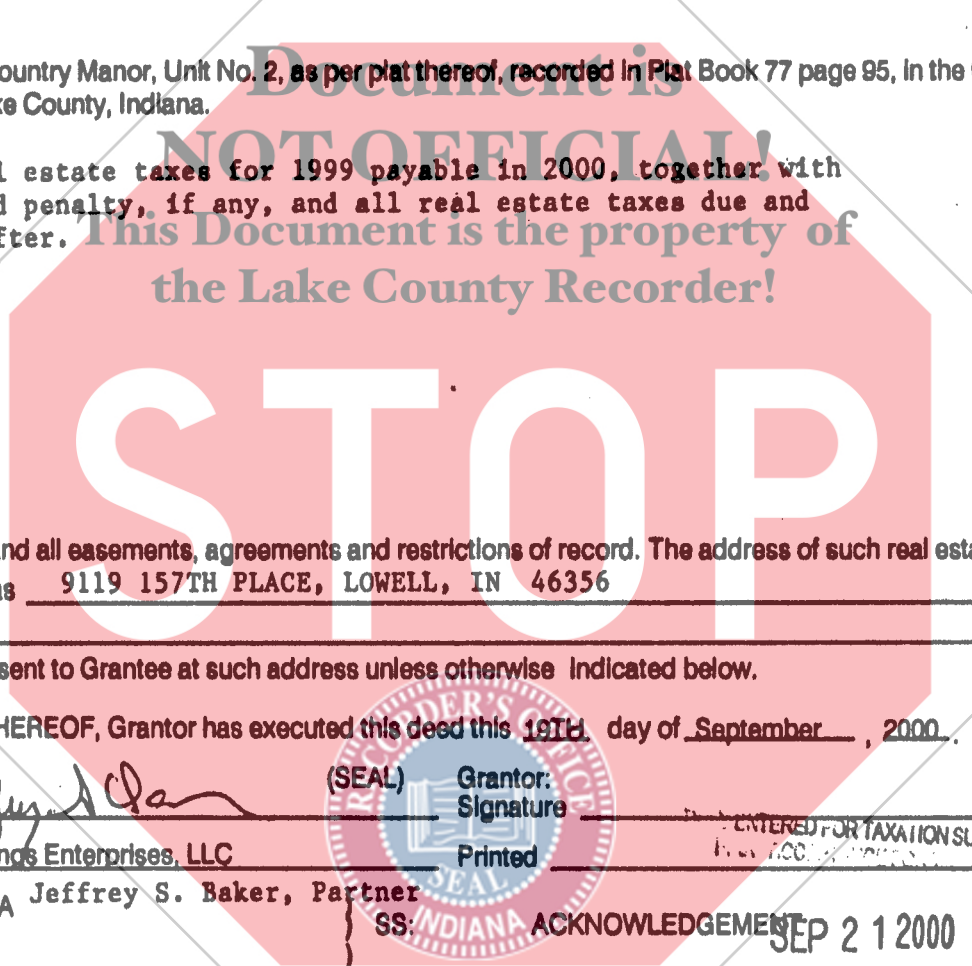 Document is
ountry Manor, Unit No. 2, as per plat thereof, recorded in Plat Book 77 page 95, in the
ke County, Indiana.
NOT OFFICIAL!
l estate taxes for 1999 payable in 2000, together with
d penalty, if any, and all real estate taxes due and
fter.
This Document is the property of
the Lake County Recorder!
STOP
nd all easements, agreements and restrictions of record. The address of such real esta
as 9119 157TH PLACE, LOWELL, IN 46356
sent to Grantee at such address unless otherwise indicated below.
HEREOF, Grantor has executed this deed this 19TH day of September, 2000.
(SEAL) Grantor:
Signature
ngs Enterprises, LLC Printed
ENTERED FOR TAXATION SU
Jeffrey S. Baker, Partner
A
SS: ACKNOWLEDGEMENT
SEP 21 2000
RECORDER'S OFFICE
SEAL
INDIANA